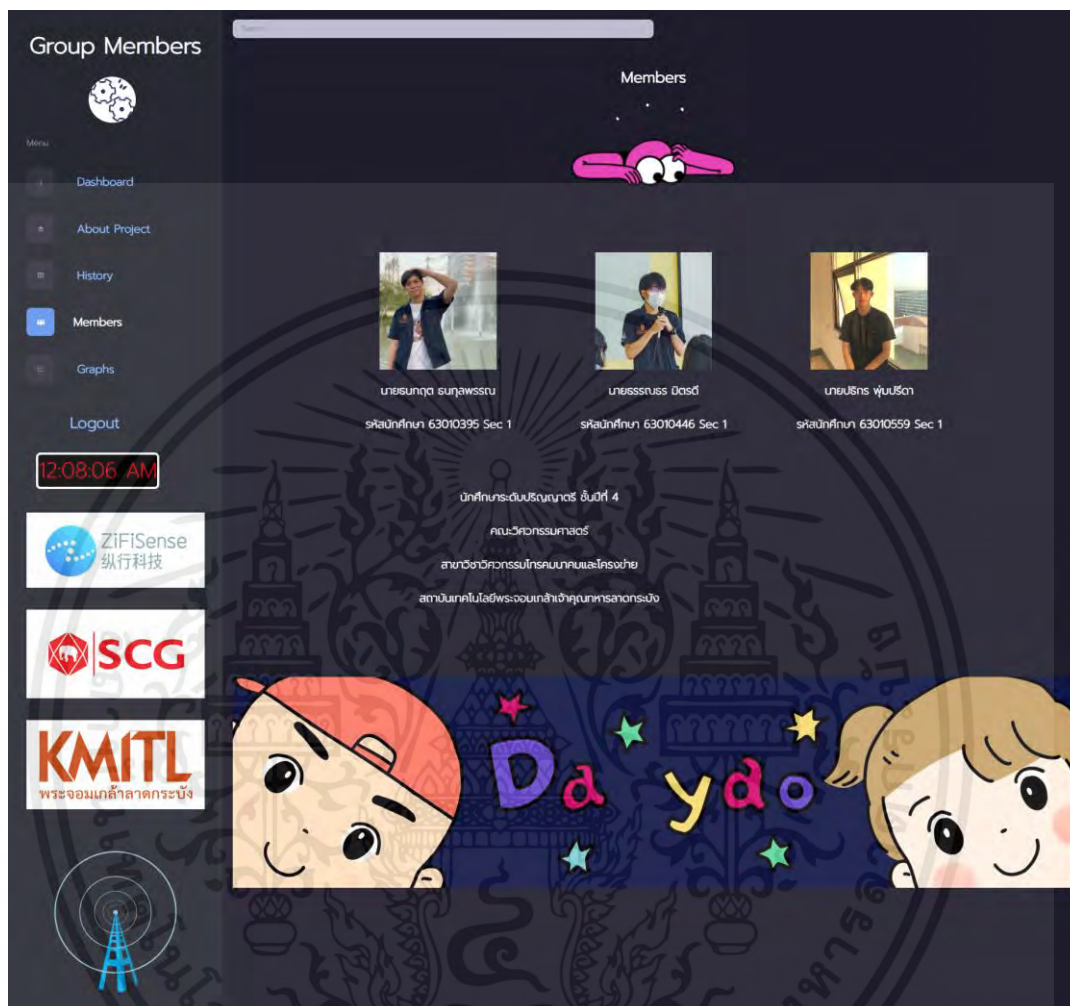 Group Members
Menu
Dashboard
About Project
History
Members
Graphs
Logout
12:08:06 AM
ZiFiSense
纵行科技
SCG
KMITL
พระจอมเกล้าลาดกระบัง
Members
นายธนกฤต ธนกุลพรรณ
รหัสนักศึกษา 63010395 Sec 1
นายธรรณธร มิตรดี
รหัสนักศึกษา 63010446 Sec 1
นายปธิกร พุ่มปรีดา
รหัสนักศึกษา 63010559 Sec 1
นักศึกษาระดับปริญญาตรี ชั้นปีที่ 4
คณะวิศวกรรมศาสตร์
สาขาวิชาวิศวกรรมโทรคมนาคมและโครงข่าย
สถาบันเทคโนโลยีพระจอมเกล้าเจ้าคุณทหารลาดกระบัง
Da ydo